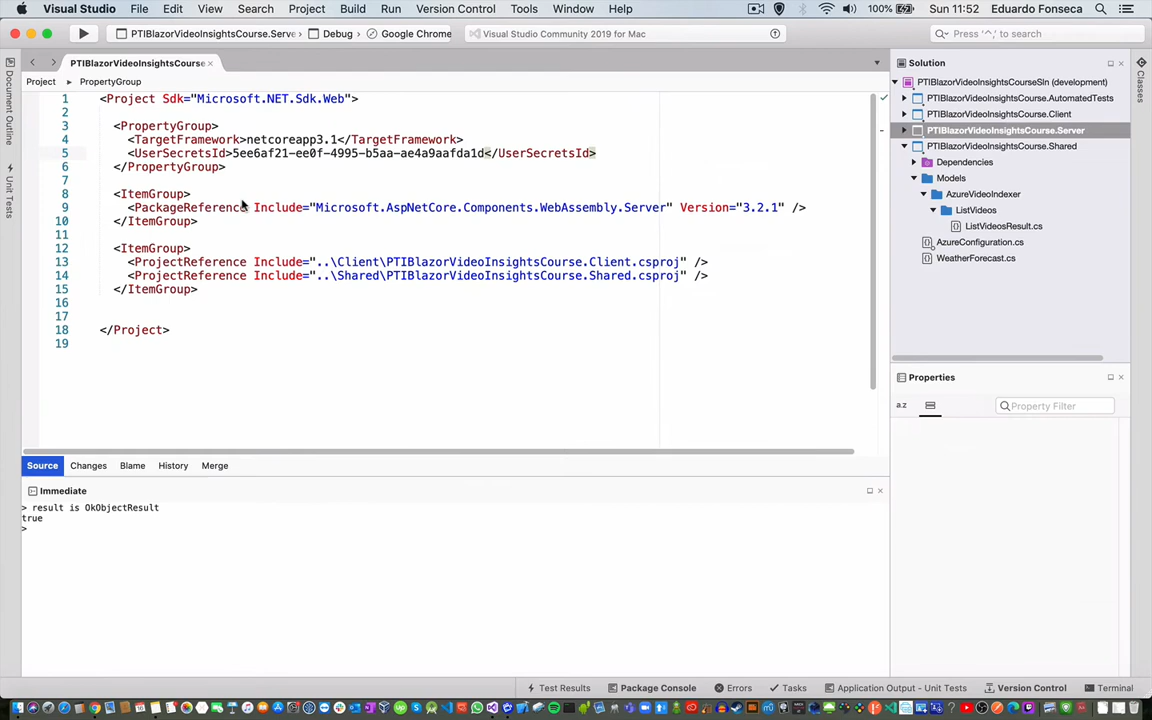 Visual Studio File Edit View Search Project Build Run Version Control Tools Window Help 100% Sun 11:52 Eduardo Fonseca
PTIBlazorVideoInsightsCourse.Serve Debug Google Chrome Visual Studio Community 2019 for Mac Press '^,' to search
PTIBlazorVideoInsightsCourse
Project PropertyGroup
1 <Project Sdk="Microsoft.NET.Sdk.Web">
2
3 <PropertyGroup>
4 <TargetFramework>netcoreapp3.1</TargetFramework>
5 <UserSecretsId>5ee6af21-ee0f-4995-b5aa-ae4a9aafda1d</UserSecretsId>
6 </PropertyGroup>
7
8 <ItemGroup>
9 <PackageReference Include="Microsoft.AspNetCore.Components.WebAssembly.Server" Version="3.2.1" />
10 </ItemGroup>
11
12 <ItemGroup>
13 <ProjectReference Include="..\Client\PTIBlazorVideoInsightsCourse.Client.csproj" />
14 <ProjectReference Include="..\Shared\PTIBlazorVideoInsightsCourse.Shared.csproj" />
15 </ItemGroup>
16
17
18 </Project>
19
Document Outline
Unit Tests
Source Changes Blame History Merge
Immediate
> result is OkObjectResult
true
>
Solution
PTIBlazorVideoInsightsCourseSln (development)
PTIBlazorVideoInsightsCourse.AutomatedTests
PTIBlazorVideoInsightsCourse.Client
PTIBlazorVideoInsightsCourse.Server
PTIBlazorVideoInsightsCourse.Shared
Dependencies
Models
AzureVideoIndexer
ListVideos
ListVideosResult.cs
AzureConfiguration.cs
WeatherForecast.cs
Classes
Properties
a.z Property Filter
Test Results Package Console Errors Tasks Application Output - Unit Tests Version Control Terminal